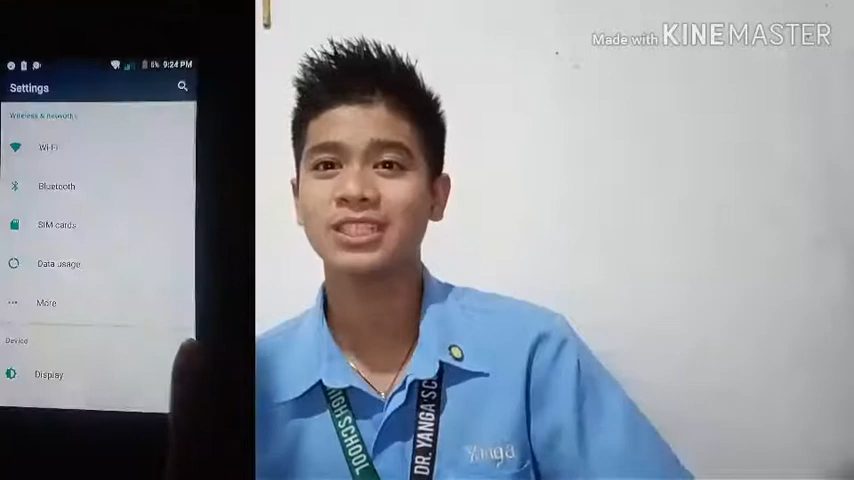 5% 9:24 PM
Settings
Wireless & networks
Wi-Fi
Bluetooth
SIM cards
Data usage
More
Device
Display
Made with KINEMASTER
HIGH SCHOOL
DR. YANGA'S
Yanga